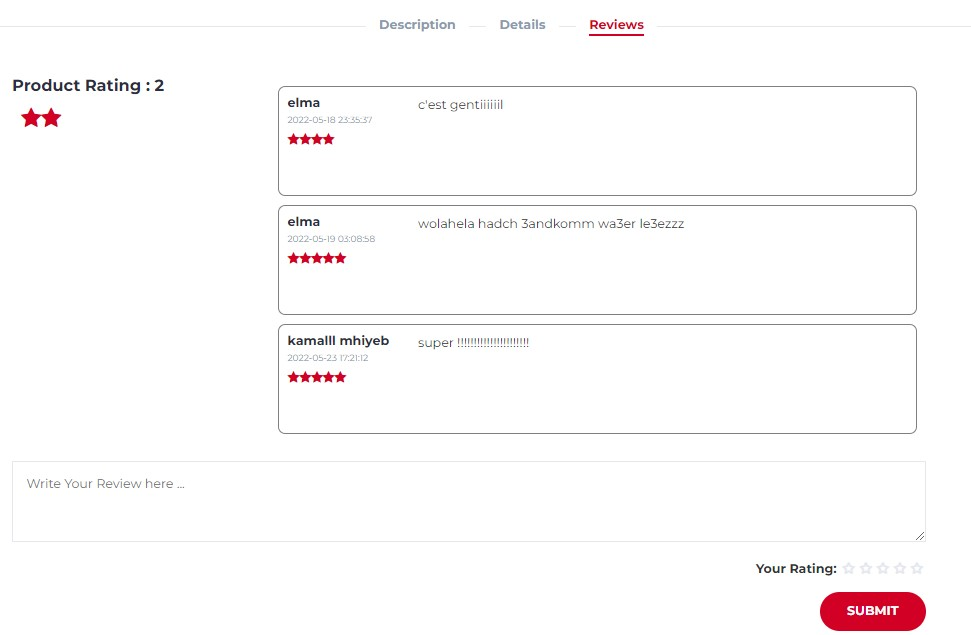 Description
Details
Reviews
Product Rating : 2
elma
c'est gentiiiiiil
2022-05-18 23:35:37
elma
wolahela hadch 3andkomm wa3er le3ezzz
2022-05-19 03:08:58
kamalll mhiyeb
super !!!!!!!!!!!!!!!!!!!!!!
2022-05-23 17:21:12
Write Your Review here ...
Your Rating:
SUBMIT